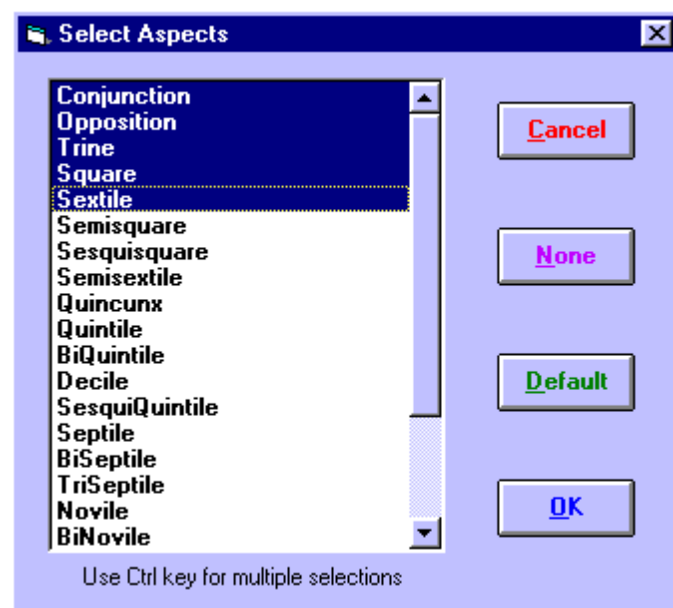 Select Aspects
Conjunction
Opposition
Trine
Square
Sextile
Semisquare
Sesquisquare
Semisextile
Quincunx
Quintile
BiQuintile
Decile
SesquiQuintile
Septile
BiSeptile
TriSeptile
Novile
BiNovile
Cancel
None
Default
OK
Use Ctrl key for multiple selections